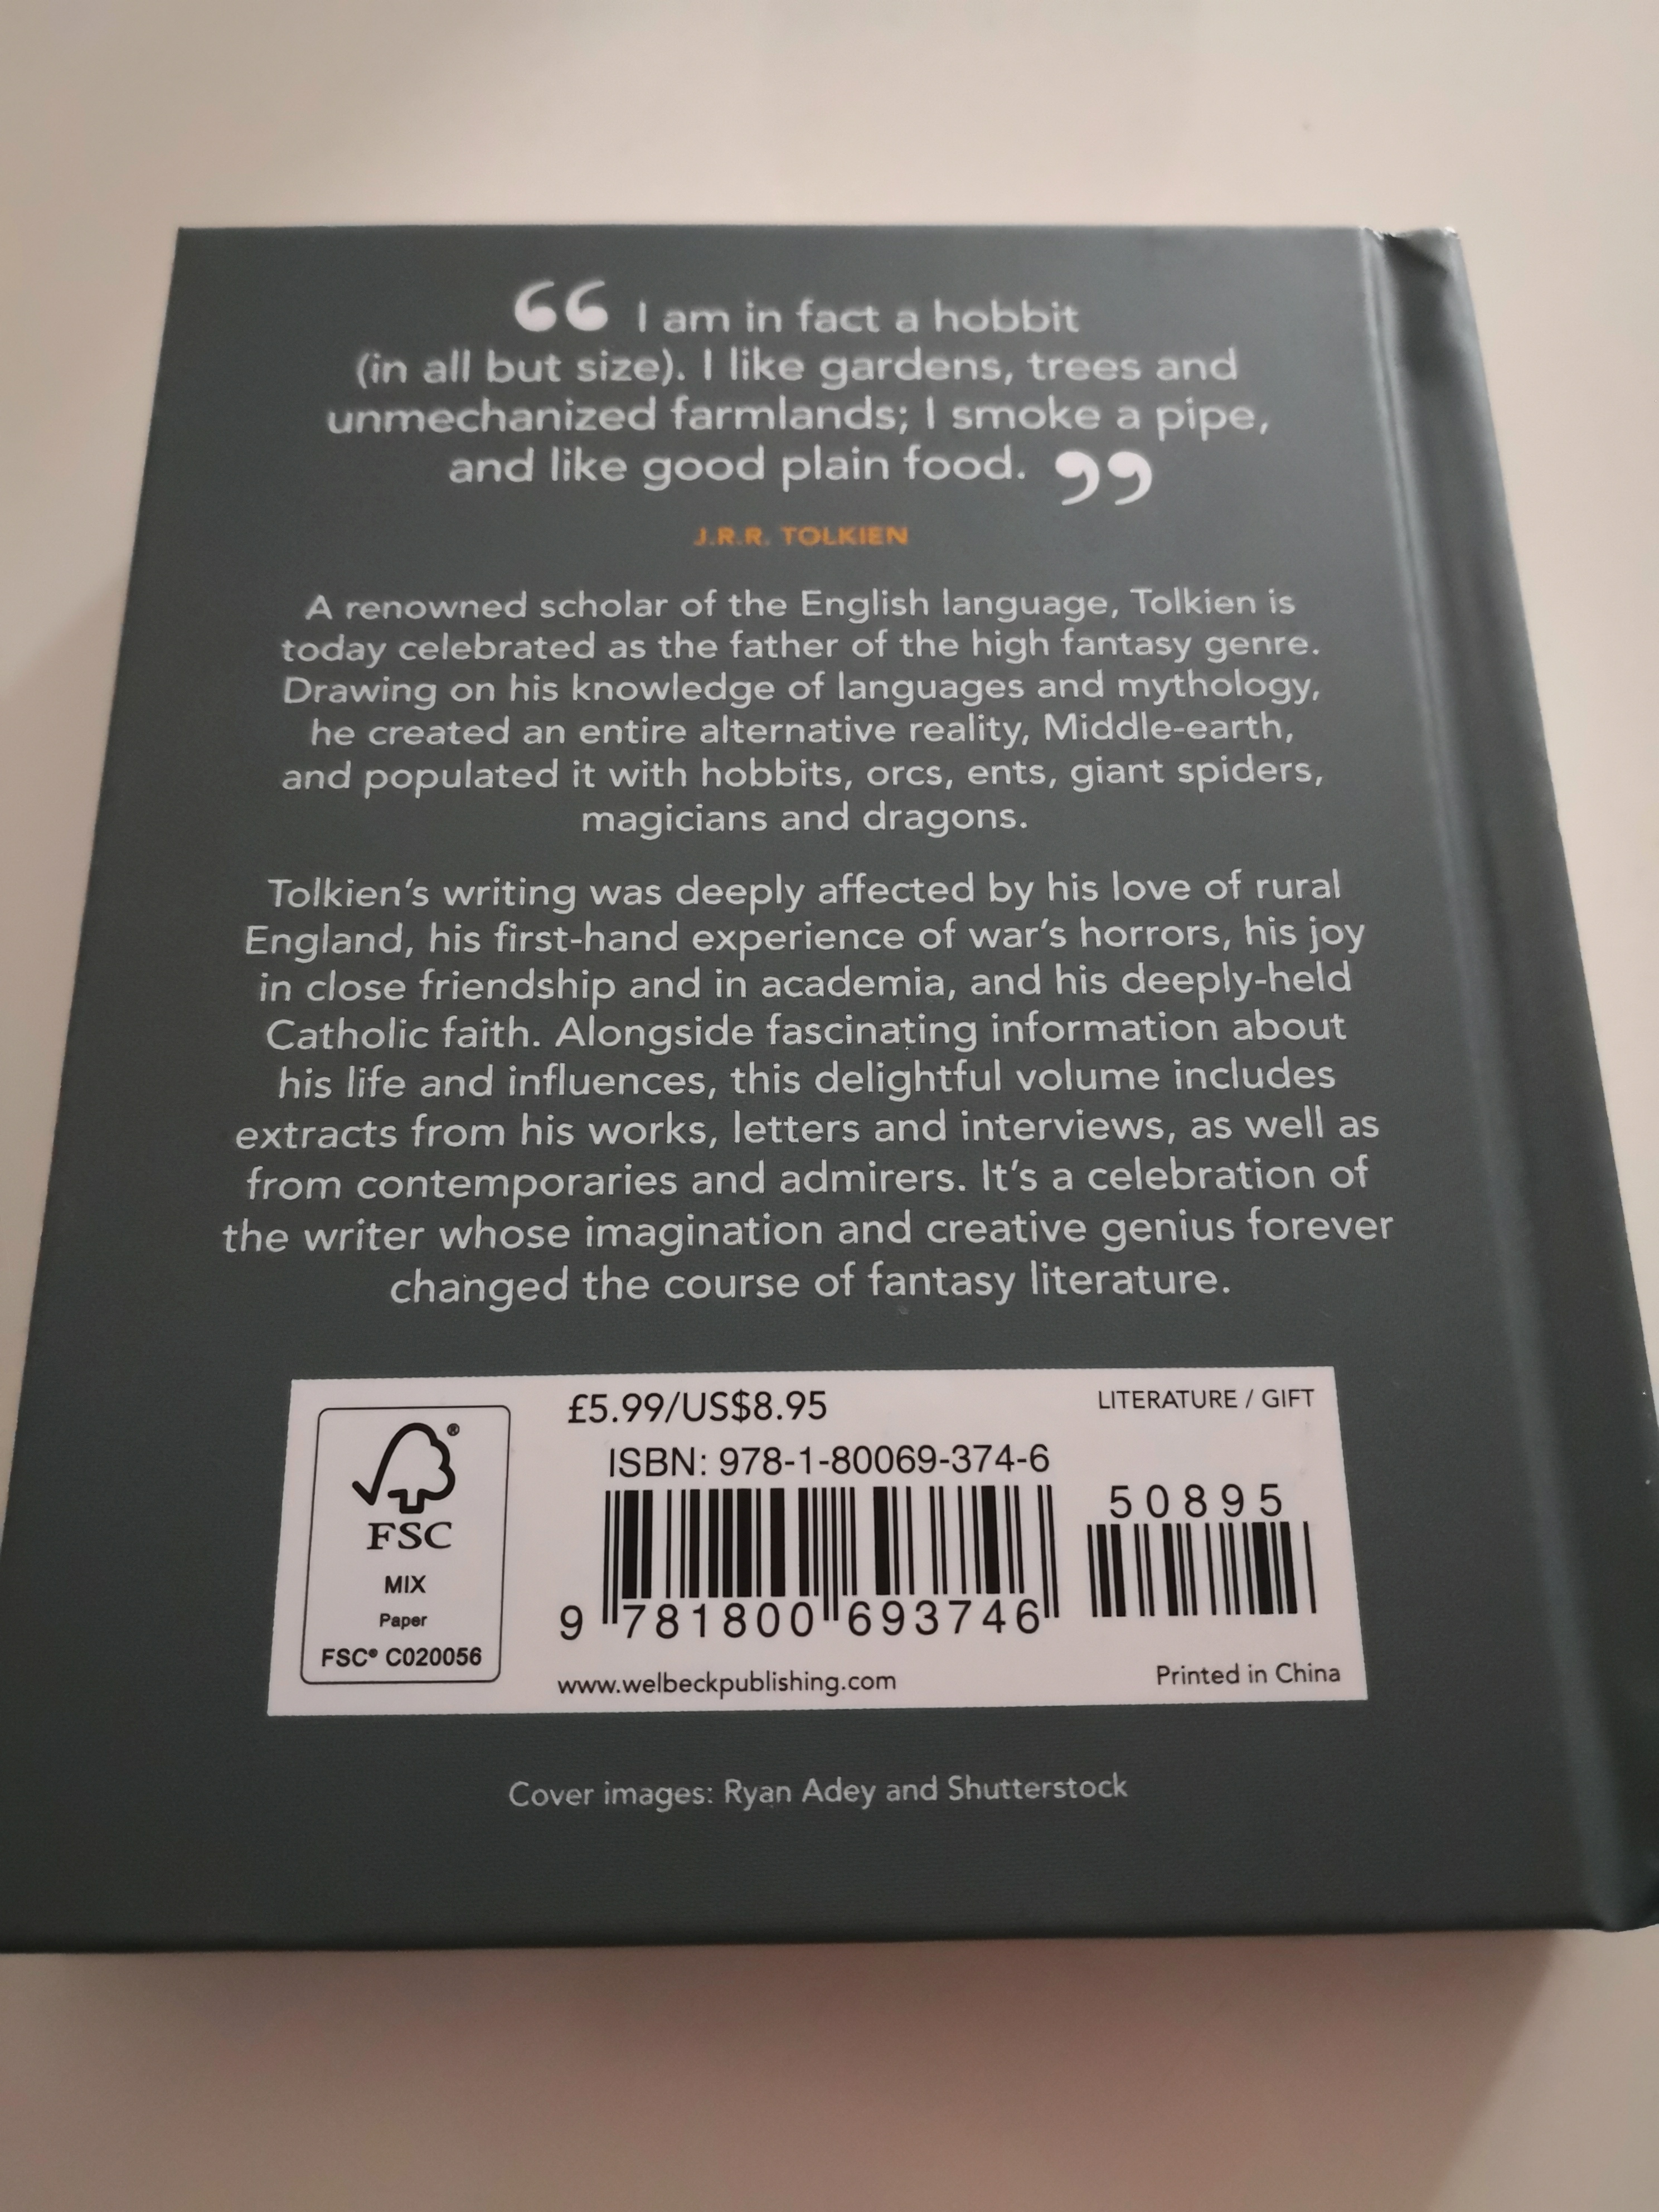 “ I am in fact a hobbit
(in all but size). I like gardens, trees and
unmechanized farmlands; I smoke a pipe,
and like good plain food. ”
J.R.R. TOLKIEN
A renowned scholar of the English language, Tolkien is
today celebrated as the father of the high fantasy genre.
Drawing on his knowledge of languages and mythology,
he created an entire alternative reality, Middle-earth,
and populated it with hobbits, orcs, ents, giant spiders,
magicians and dragons.
Tolkien’s writing was deeply affected by his love of rural
England, his first-hand experience of war’s horrors, his joy
in close friendship and in academia, and his deeply-held
Catholic faith. Alongside fascinating information about
his life and influences, this delightful volume includes
extracts from his works, letters and interviews, as well as
from contemporaries and admirers. It’s a celebration of
the writer whose imagination and creative genius forever
changed the course of fantasy literature.
£5.99/US$8.95
LITERATURE / GIFT
ISBN: 978-1-80069-374-6
50895
9 781800 693746
www.welbeckpublishing.com
Printed in China
®
FSC
MIX
Paper
FSC® C020056
Cover images: Ryan Adey and Shutterstock